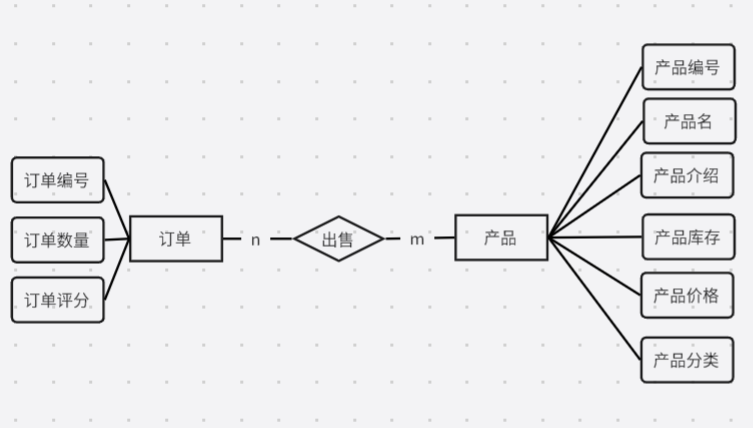 订单编号
订单数量
订单评分
订单
n
出售
m
产品
产品编号
产品名
产品介绍
产品库存
产品价格
产品分类